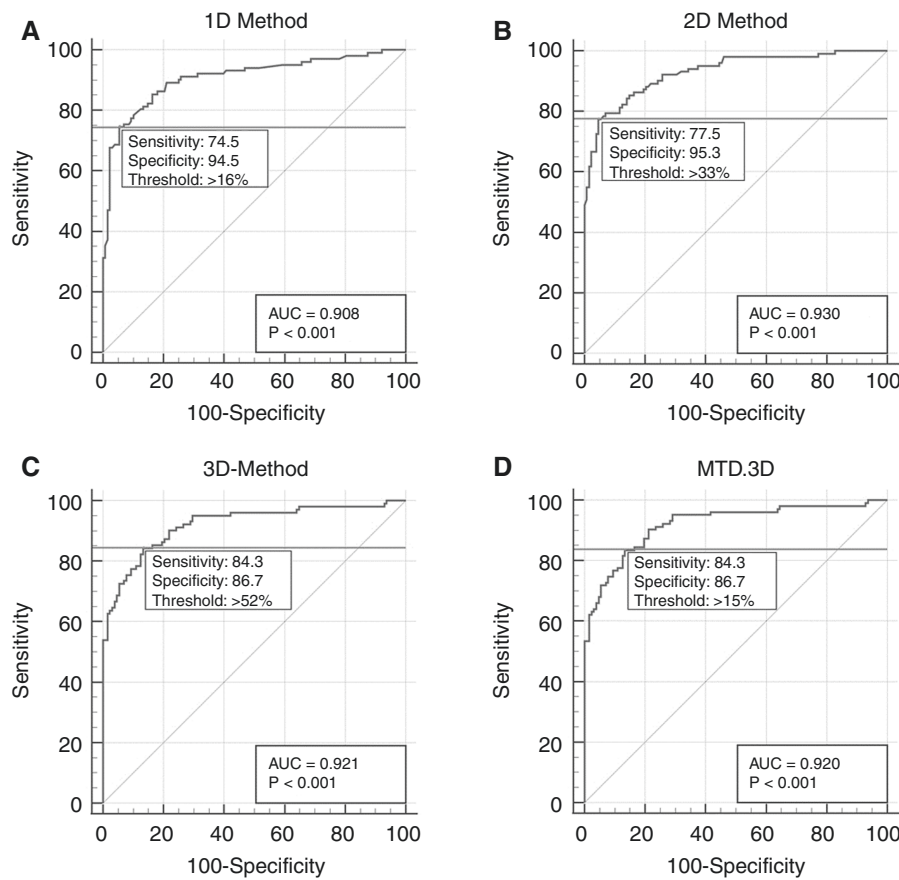 A
1D Method
100
80
60
40
20
0
Sensitivity
Sensitivity: 74.5
Specificity: 94.5
Threshold: >16%
AUC = 0.908
P < 0.001
0 20 40 60 80 100
100-Specificity
B
2D Method
100
80
60
40
20
0
Sensitivity
Sensitivity: 77.5
Specificity: 95.3
Threshold: >33%
AUC = 0.930
P < 0.001
0 20 40 60 80 100
100-Specificity
C
3D-Method
100
80
60
40
20
0
Sensitivity
Sensitivity: 84.3
Specificity: 86.7
Threshold: >52%
AUC = 0.921
P < 0.001
0 20 40 60 80 100
100-Specificity
D
MTD.3D
100
80
60
40
20
0
Sensitivity
Sensitivity: 84.3
Specificity: 86.7
Threshold: >15%
AUC = 0.920
P < 0.001
0 20 40 60 80 100
100-Specificity